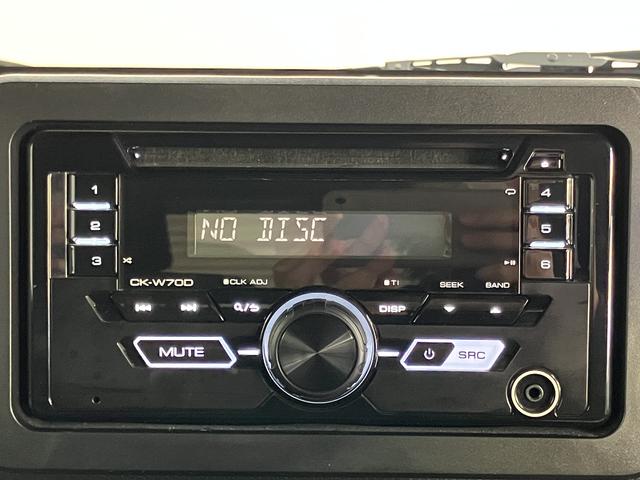 1
4
2
NO DISC
5
3
6
CK-W70D
CLK ADJ
TI
SEEK
BAND
DISP
MUTE
SRC